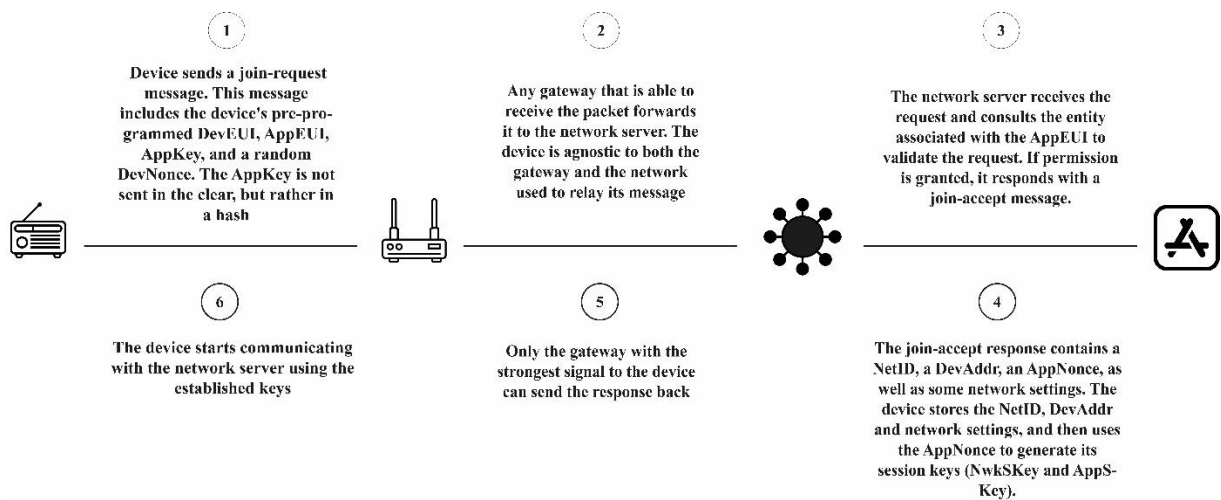 1
Device sends a join-request
message. This message
includes the device's pre-pro-
grammed DevEUI, AppEUI,
AppKey, and a random
DevNonce. The AppKey is not
sent in the clear, but rather in
a hash
2
Any gateway that is able to
receive the packet forwards
it to the network server. The
device is agnostic to both the
gateway and the network
used to relay its message
3
The network server receives the
request and consults the entity
associated with the AppEUI to
validate the request. If permission
is granted, it responds with a
join-accept message.
6
The device starts communicating
with the network server using the
established keys
5
Only the gateway with the
strongest signal to the device
can send the response back
4
The join-accept response contains a
NetID, a DevAddr, an AppNonce, as
well as some network settings. The
device stores the NetID, DevAddr
and network settings, and then uses
the AppNonce to generate its
session keys (NwkSKey and AppS-
Key).